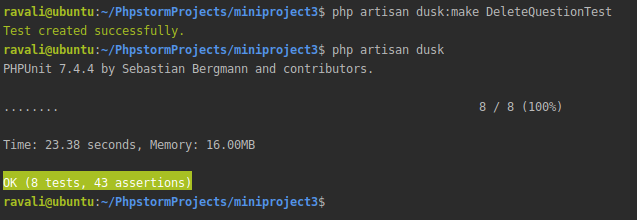 ravali@ubuntu:~/PhpstormProjects/miniproject3$ php artisan dusk:make DeleteQuestionTest
Test created successfully.
ravali@ubuntu:~/PhpstormProjects/miniproject3$ php artisan dusk
PHPUnit 7.4.4 by Sebastian Bergmann and contributors.
........ 8 / 8 (100%)
Time: 23.38 seconds, Memory: 16.00MB
OK (8 tests, 43 assertions)
ravali@ubuntu:~/PhpstormProjects/miniproject3$